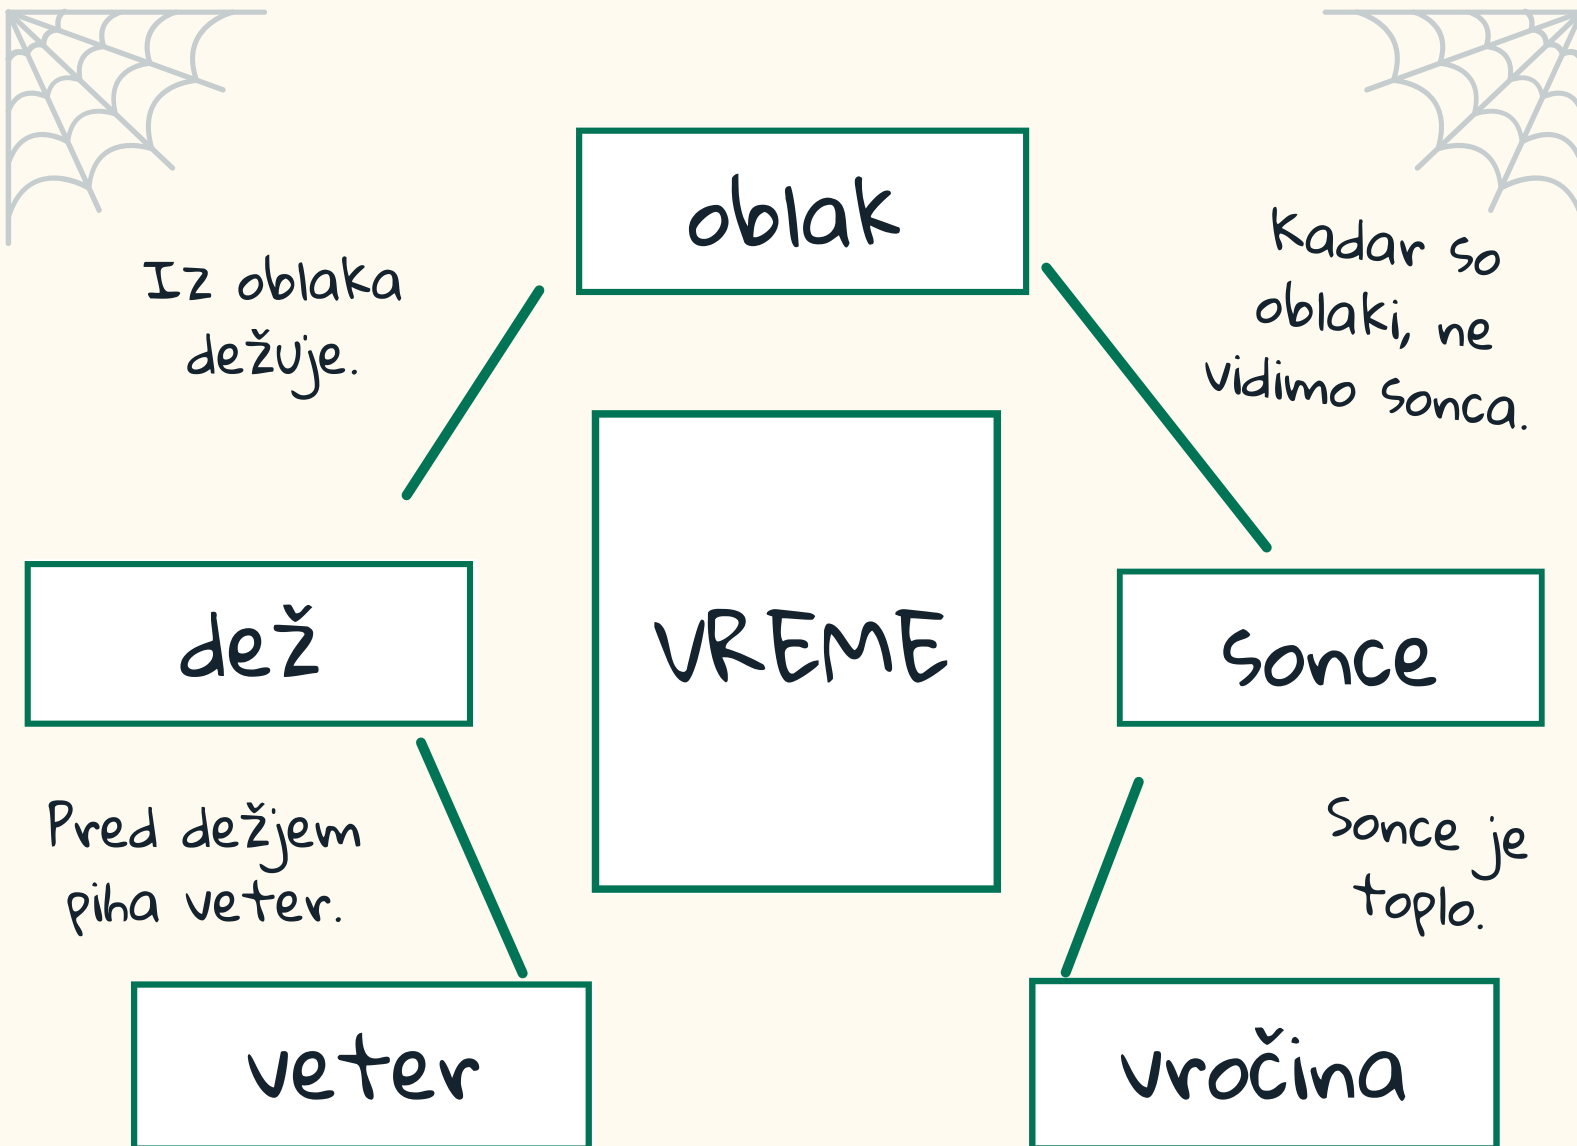 oblak
Iz oblaka
dežuje.
Kadar so
oblaki, ne
vidimo sonca.
dež
VREME
sonce
Pred dežjem
piha veter.
Sonce je
toplo.
veter
vročina